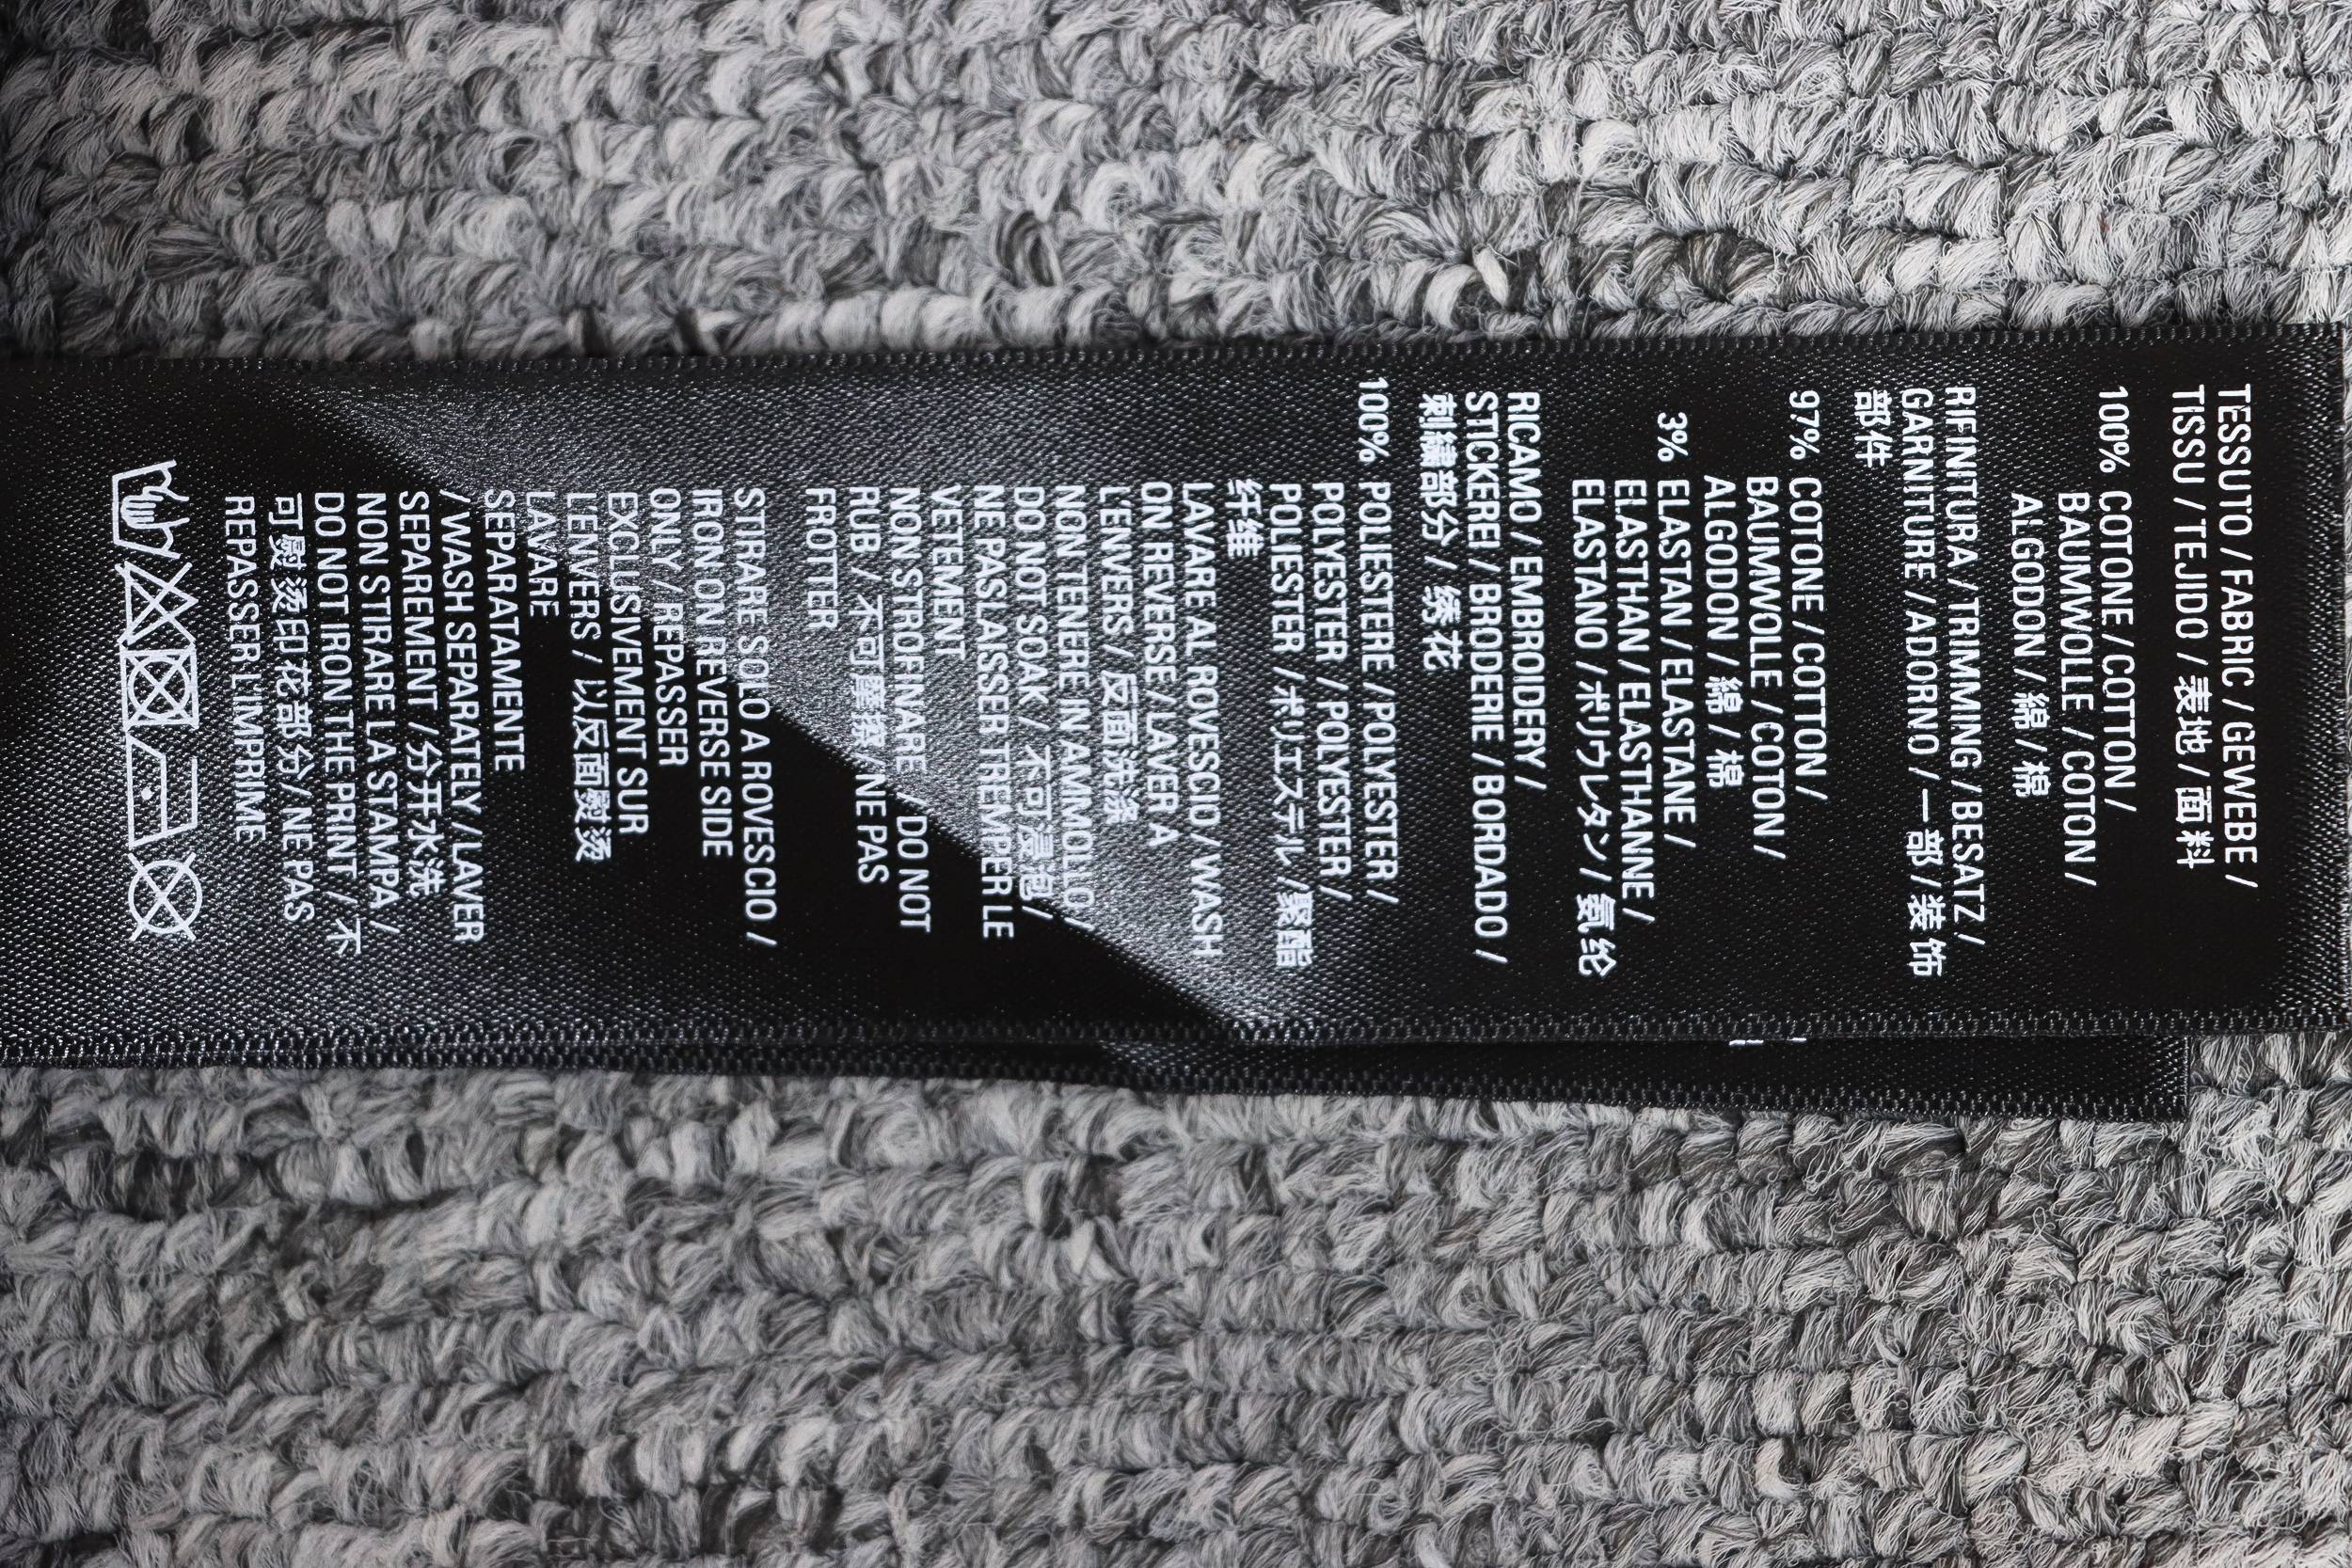 TESSUTO / FABRIC / GEWEBE /
TISSU / TEJIDO / 表地 / 面料
100% COTONE / COTTON /
BAUMWOLLE / COTON /
ALGODON / 綿 / 棉
RIFINITURA / TRIMMING / BESATZ /
GARNITURE / ADORNO / 一部 / 装饰
部件
97% COTONE / COTTON /
BAUMWOLLE / COTON /
ALGODON / 綿 / 棉
3% ELASTAN / ELASTANE /
ELASTHAN / ELASTHANNE /
ELASTANO / ポリウレタン / 氨纶
RICAMO / EMBROIDERY /
STICKEREI / BRODERIE / BORDADO /
刺繍部分 / 绣花
100% POLIESTERE / POLYESTER /
POLYESTER / POLYESTER /
POLIESTER / ポリエステル / 聚酯
纤维
LAVARE AL ROVESCIO / WASH
ON REVERSE / LAVER A
L'ENVERS / 反面洗涤
NON TENERE IN AMMOLLO /
DO NOT SOAK / 不可浸泡 /
NE PAS LAISSER TREMPER LE
VETEMENT
NON STROFINARE / DO NOT
RUB / 不可摩擦 / NE PAS
FROTTER
STIRARE SOLO A ROVESCIO /
IRON ON REVERSE SIDE
ONLY / REPASSER
EXCLUSIVEMENT SUR
L'ENVERS / 以反面熨烫
LAVARE
SEPARATAMENTE
/ WASH SEPARATELY / LAVER
SEPAREMENT / 分开水洗
NON STIRARE LA STAMPA /
DO NOT IRON THE PRINT / 不
可熨烫印花部分 / NE PAS
REPASSER L'IMPRIME